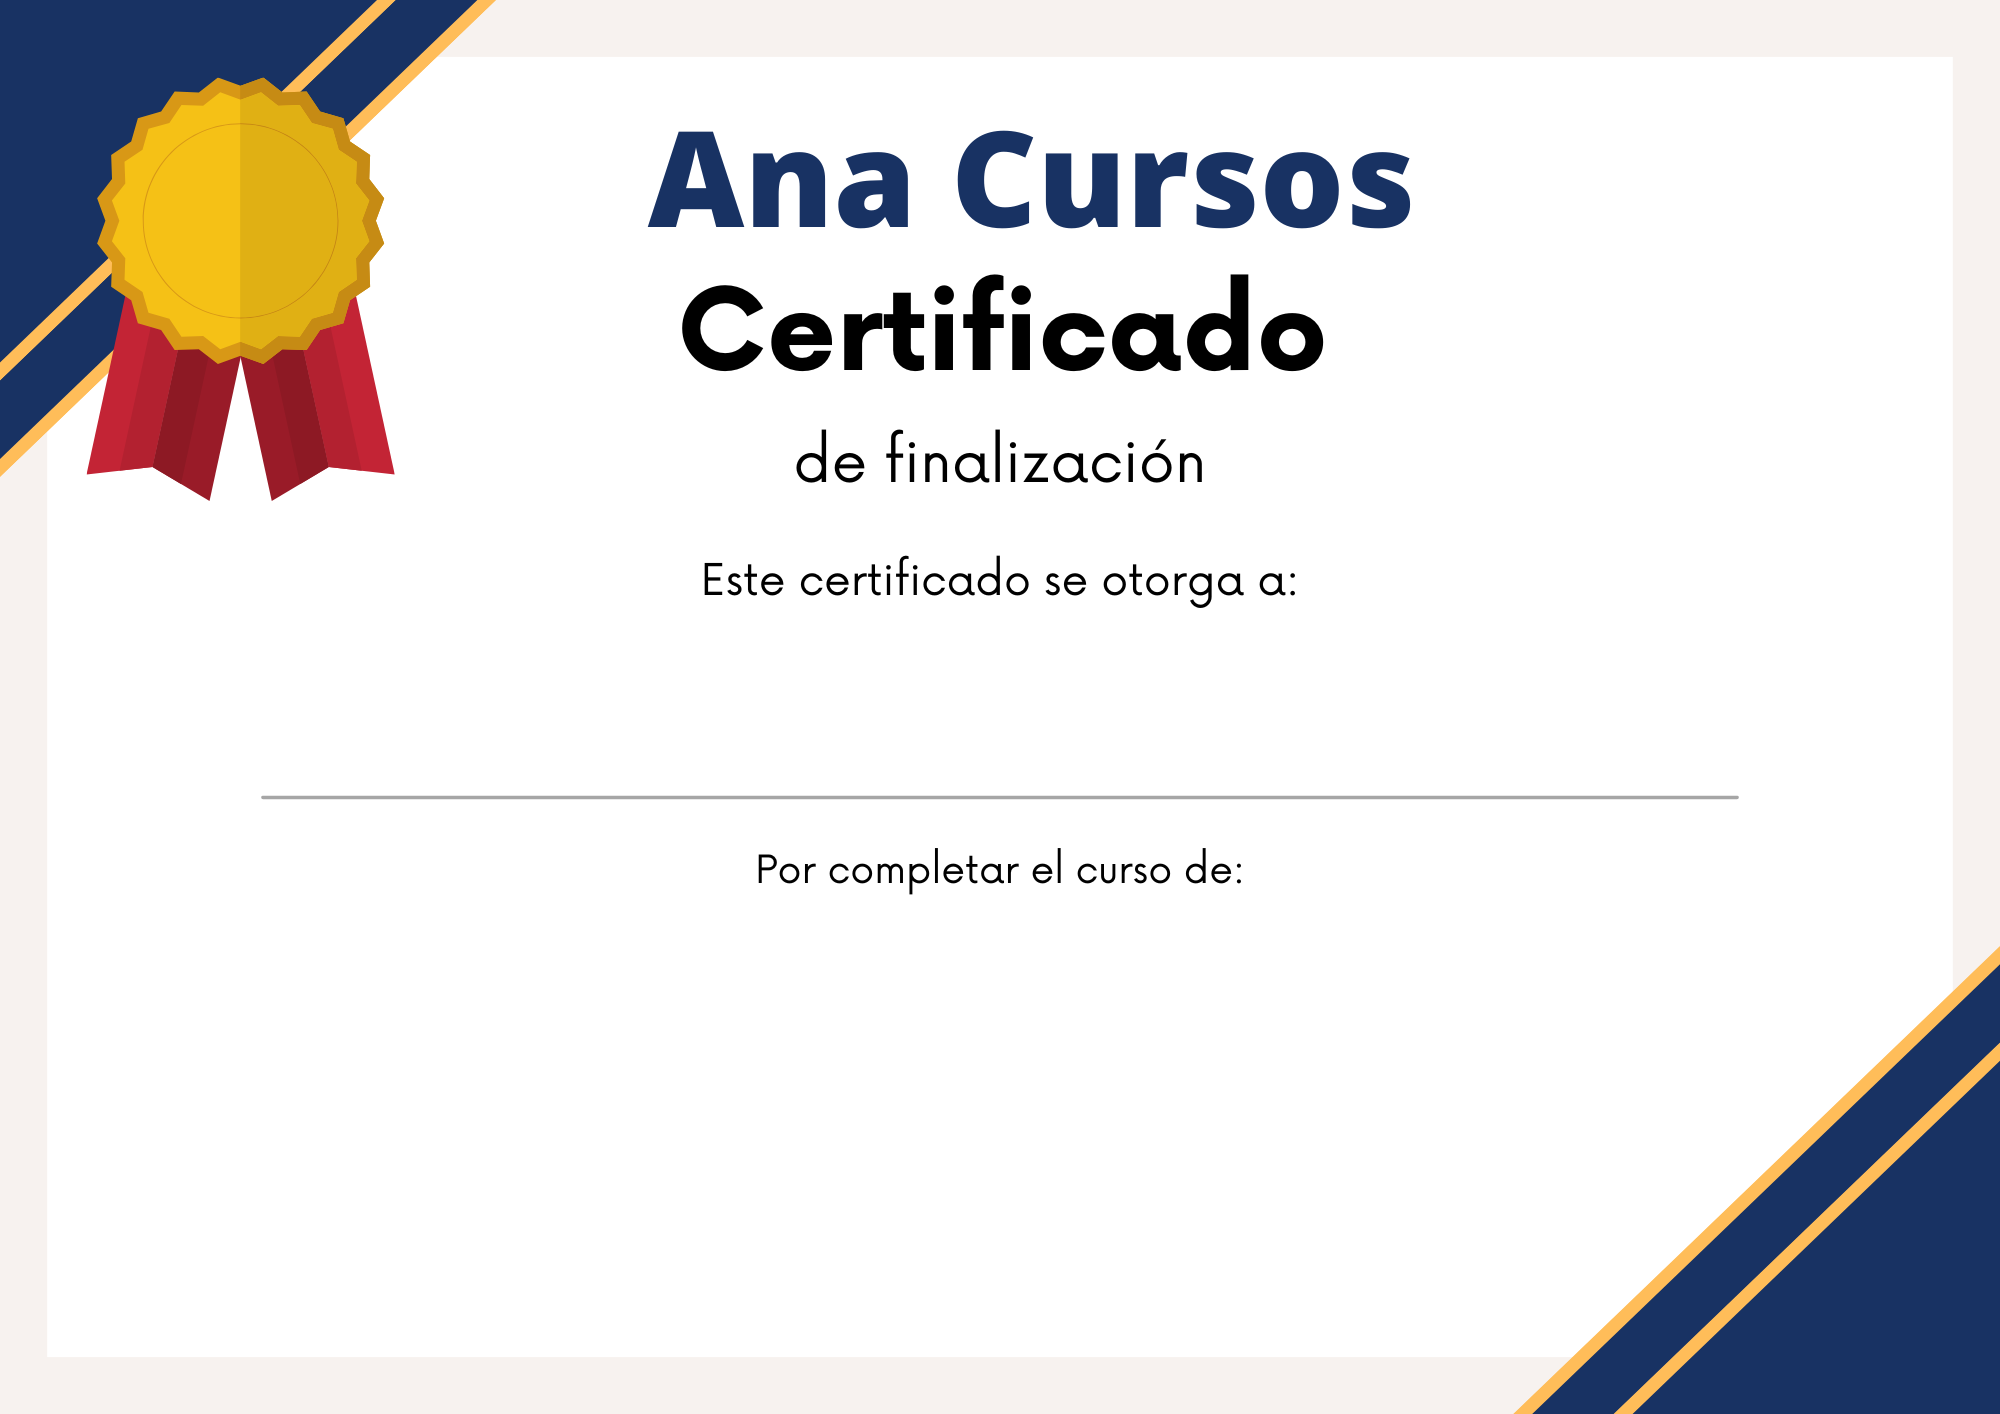 Ana Cursos
Certificado
de finalización
Este certificado se otorga a:
Por completar el curso de: